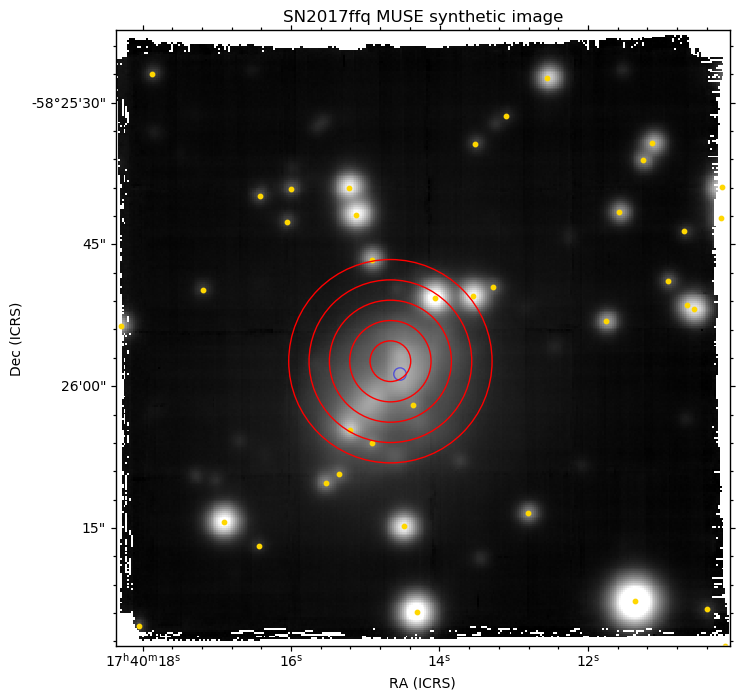 SN2017ffq MUSE synthetic image
-58°25'30"
45"
26'00"
15"
Dec (ICRS)
17ʰ40ᵐ18ˢ
16ˢ
14ˢ
12ˢ
RA (ICRS)